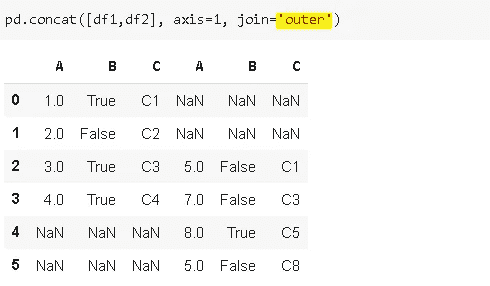 pd.concat([df1,df2], axis=1, join='outer')
A B C A B C
0 1.0 True C1 NaN NaN NaN
1 2.0 False C2 NaN NaN NaN
2 3.0 True C3 5.0 False C1
3 4.0 True C4 7.0 False C3
4 NaN NaN NaN 8.0 True C5
5 NaN NaN NaN 5.0 False C8